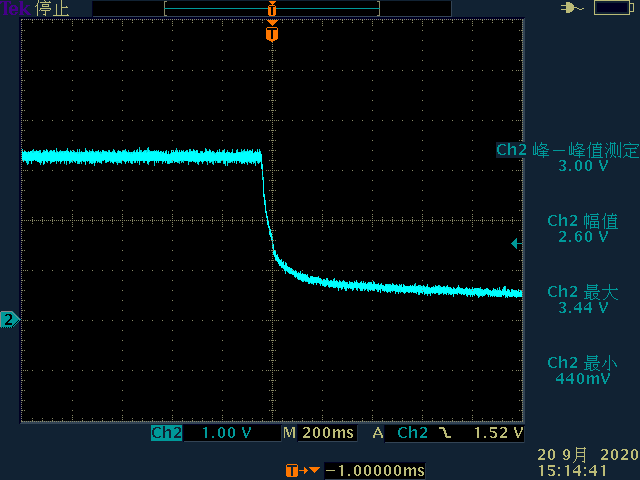 Tek 停止
T
T
Ch2 峰－峰值测定
3.00 V
Ch2 幅值
2.60 V
Ch2 最大
3.44 V
2
Ch2 最小
440mV
Ch2 1.00 V M 200ms A Ch2 1.52 V
20 9月 2020
T -1.00000ms 15:14:41